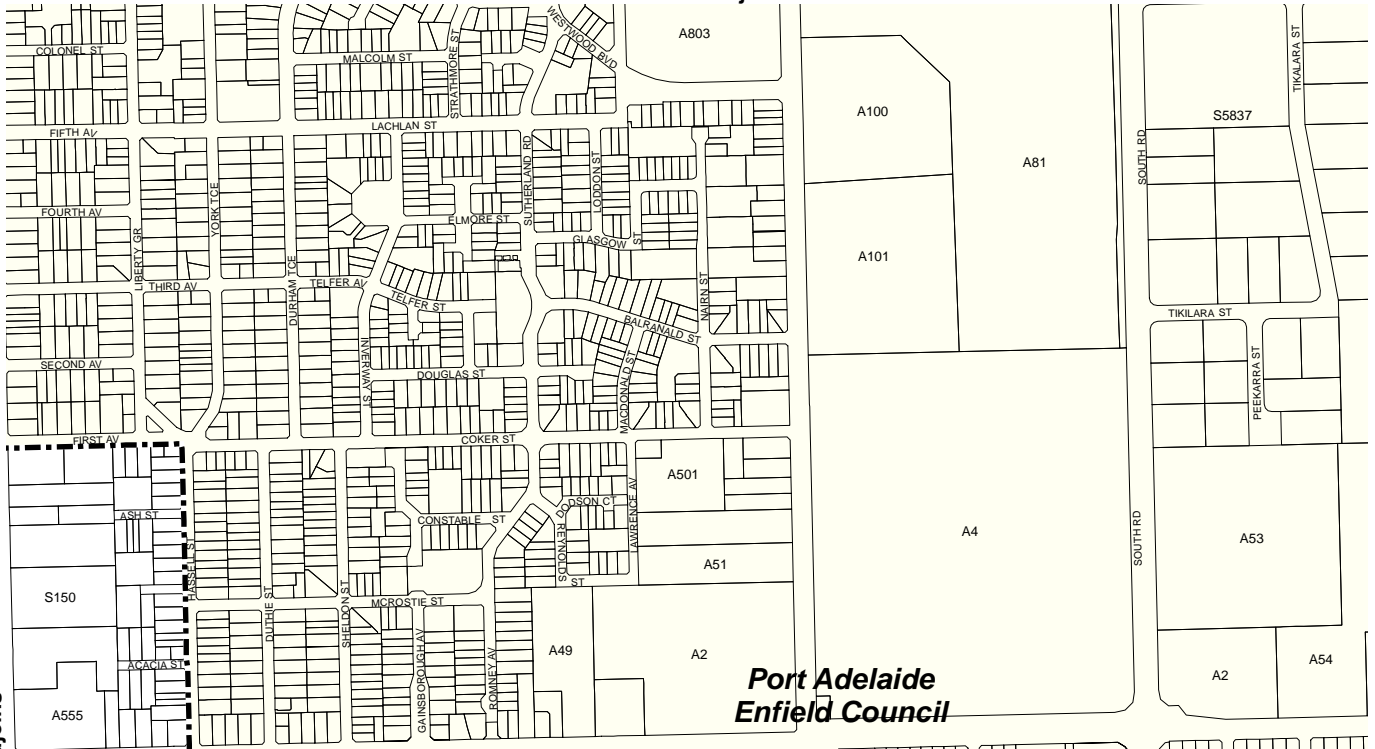 WESTWOOD BVD
A803
TIKALARA ST
COLONEL ST
MALCOLM ST
STRATHMORE ST
A100
S5837
FIFTH AV
LACHLAN ST
SUTHERLAND RD
LODDON ST
A81
SOUTH RD
FOURTH AV
YORK TCE
ELMORE ST
GLASGOW ST
LIBERTY GR
A101
THIRD AV
DURHAM TCE
TELFER AV
TELFER ST
NAIRN ST
BALRANALD ST
TIKILARA ST
SECOND AV
INVERWAY ST
DOUGLAS ST
MACDONALD ST
PEEKARRA ST
FIRST AV
COKER ST
A501
ASH ST
CONSTABLE ST
DODSON CT
LAWRENCE AV
A4
SOUTH RD
A53
HASSELL ST
REYNOLDS ST
A51
S150
DUTHIE ST
SHELDON ST
MCROSTIE ST
GAINSBOROUGH AV
ROMNEY AV
A49
A2
ACACIA ST
A2
A54
A555
Port Adelaide
Enfield Council